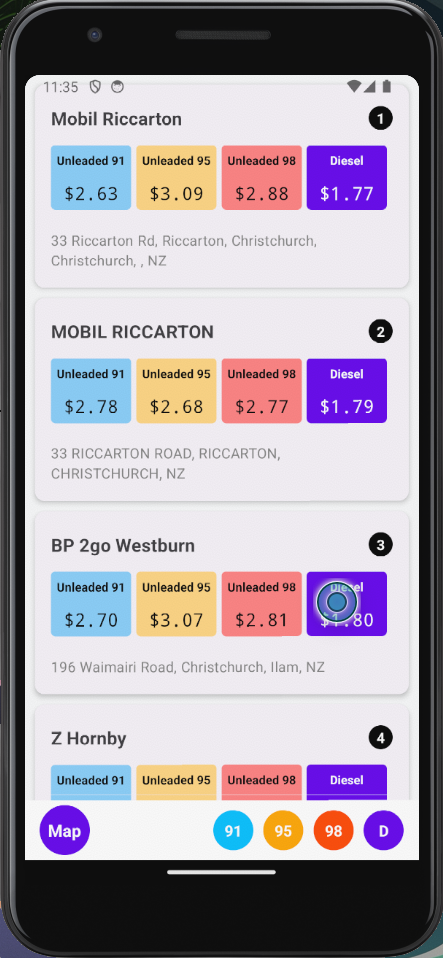 11:35
Mobil Riccarton
1
Unleaded 91 Unleaded 95 Unleaded 98 Diesel
$2.63 $3.09 $2.88 $1.77
33 Riccarton Rd, Riccarton, Christchurch,
Christchurch, , NZ
MOBIL RICCARTON
2
Unleaded 91 Unleaded 95 Unleaded 98 Diesel
$2.78 $2.68 $2.77 $1.79
33 RICCARTON ROAD, RICCARTON,
CHRISTCHURCH, NZ
BP 2go Westburn
3
Unleaded 91 Unleaded 95 Unleaded 98 Diesel
$2.70 $3.07 $2.81 $1.80
196 Waimairi Road, Christchurch, Ilam, NZ
Z Hornby
4
Unleaded 91 Unleaded 95 Unleaded 98 Diesel
Map 91 95 98 D